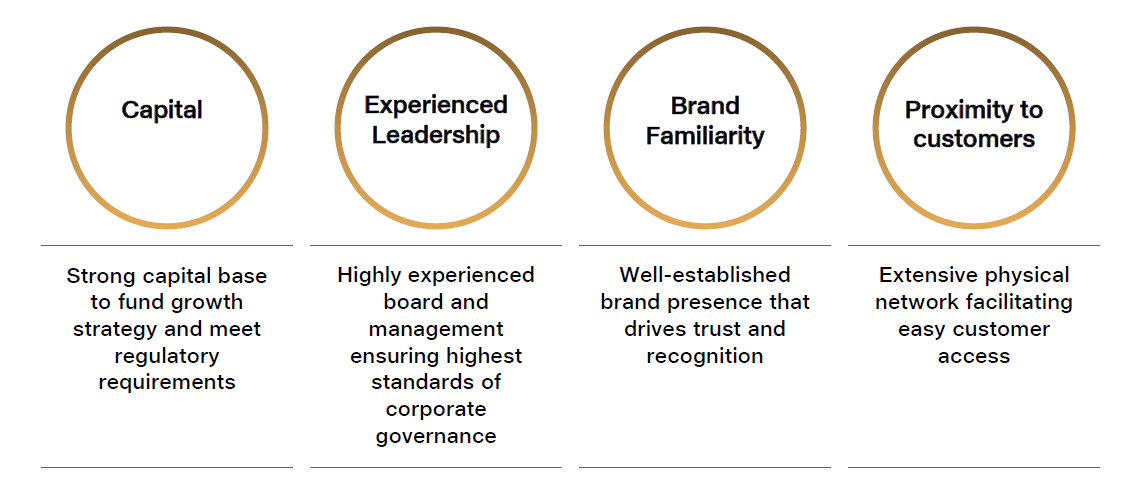 Capital
Strong capital base
to fund growth
strategy and meet
regulatory
requirements
Experienced
Leadership
Highly experienced
board and
management
ensuring highest
standards of
corporate
governance
Brand
Familiarity
Well-established
brand presence that
drives trust and
recognition
Proximity to
customers
Extensive physical
network facilitating
easy customer
access